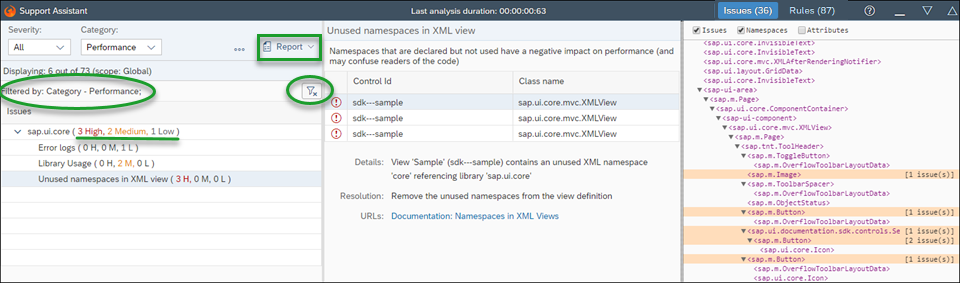 Support Assistant
Last analysis duration: 00:00:00:63
Issues (36)
Rules (87)
Severity:
Category:
All
Performance
Report
Displaying: 6 out of 73 (scope: Global)
Filtered by: Category - Performance;
Issues
sap.ui.core ( 3 High, 2 Medium, 1 Low )
Error logs ( 0 H, 0 M, 1 L )
Library Usage ( 0 H, 2 M, 0 L )
Unused namespaces in XML view ( 3 H, 0 M, 0 L )
Unused namespaces in XML view
Namespaces that are declared but not used have a negative impact on performance (and
may confuse readers of the code)
Control Id
Class name
sdk---sample
sap.ui.core.mvc.XMLView
sdk---sample
sap.ui.core.mvc.XMLView
sdk---sample
sap.ui.core.mvc.XMLView
Details: View 'Sample' (sdk---sample) contains an unused XML namespace
'core' referencing library 'sap.ui.core'
Resolution: Remove the unused namespaces from the view definition
URLs: Documentation: Namespaces in XML Views
Issues
Namespaces
Attributes
<sap.ui.core.InvisibleText>
<sap.ui.core.InvisibleText>
<sap.ui.core.mvc.XMLAfterRenderingNotifier>
<sap.ui.layout.GridData>
<sap.ui.core.InvisibleText>
<sap-ui-area>
<sap.m.Page>
<sap.ui.core.ComponentContainer>
<sap-ui-component>
<sap.ui.core.mvc.XMLView>
<sap.m.Page>
<sap.tnt.ToolHeader>
<sap.m.ToggleButton>
<sap.m.OverflowToolbarLayoutData>
<sap.m.Image> [1 issue(s)]
<sap.m.ToolbarSpacer>
<sap.m.OverflowToolbarLayoutData>
<sap.m.ObjectStatus>
<sap.m.Button> [1 issue(s)]
<sap.m.OverflowToolbarLayoutData>
<sap.ui.documentation.sdk.controls.Se [1 issue(s)]
<sap.m.Button> [2 issue(s)]
<sap.ui.core.Icon>
<sap.m.Button> [1 issue(s)]
<sap.m.OverflowToolbarLayoutData>
<sap.ui.core.Icon>